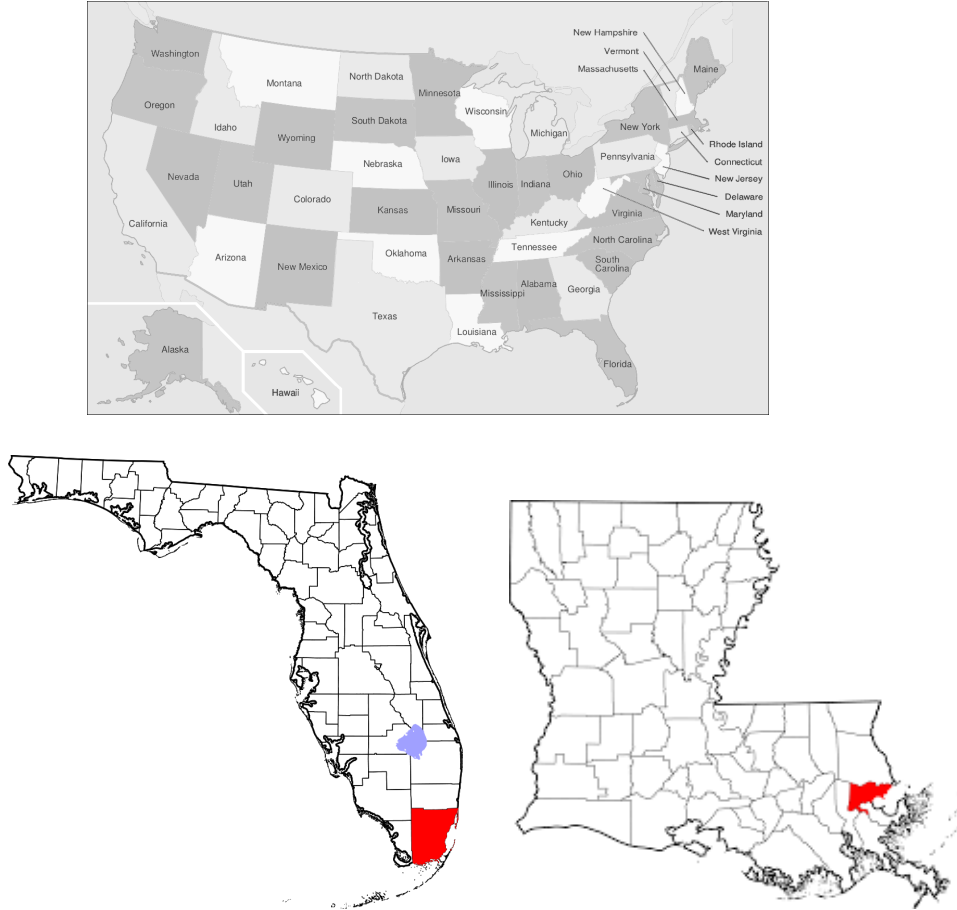 New Hampshire
Vermont
Massachusetts
Washington
Maine
Montana
North Dakota
Minnesota
Oregon
Wisconsin
South Dakota
Idaho
Michigan
New York
Wyoming
Rhode Island
Pennsylvania
Connecticut
Iowa
Nebraska
Ohio
New Jersey
Nevada
Utah
Illinois
Indiana
Delaware
Colorado
Kansas
Missouri
Virginia
Maryland
California
Kentucky
West Virginia
North Carolina
Tennessee
Oklahoma
Arizona
Arkansas
South
Carolina
New Mexico
Alabama
Georgia
Mississippi
Texas
Louisiana
Alaska
Florida
Hawaii